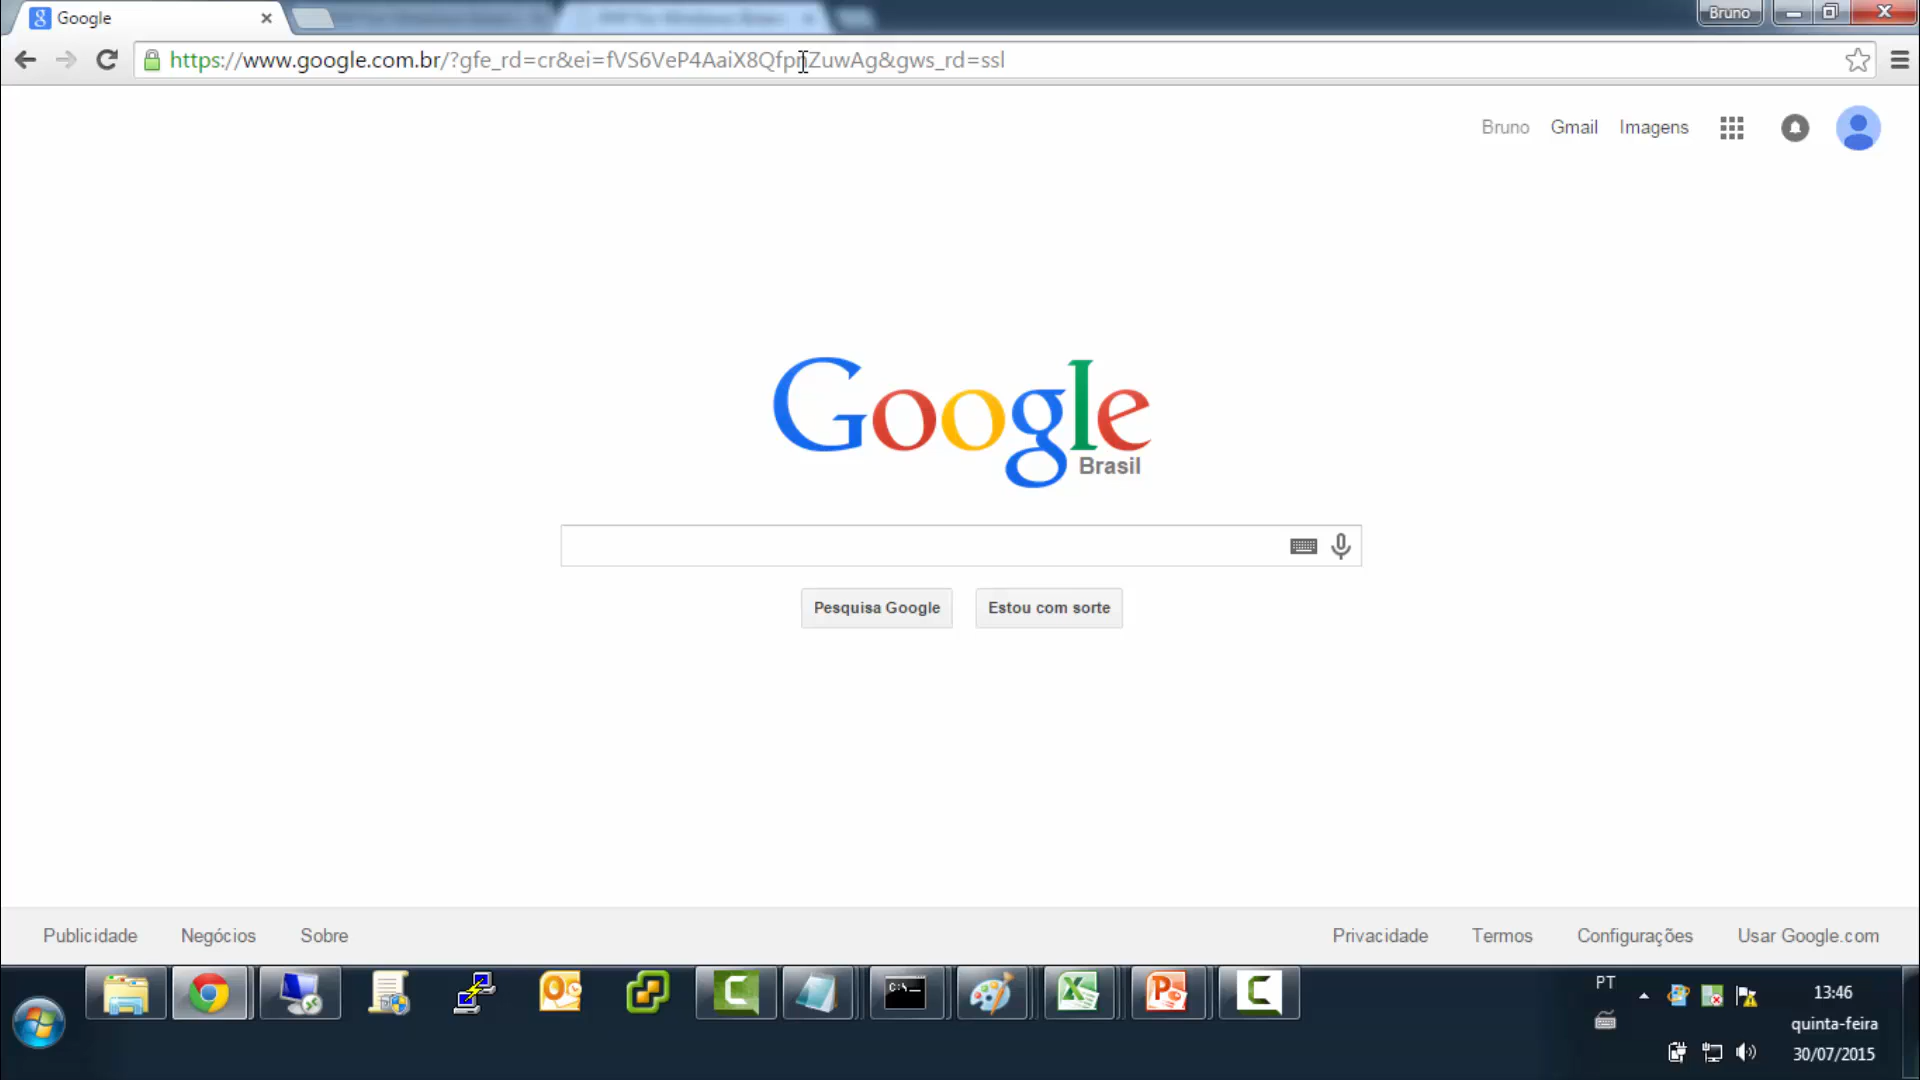 Google
Bruno
https://www.google.com.br/?gfe_rd=cr&ei=fVS6VeP4AaiX8QfpnZuwAg&gws_rd=ssl
Bruno Gmail Imagens
Google
Brasil
Pesquisa Google Estou com sorte
Publicidade Negócios Sobre Privacidade Termos Configurações Usar Google.com
PT
13:46
quinta-feira
30/07/2015
C:\